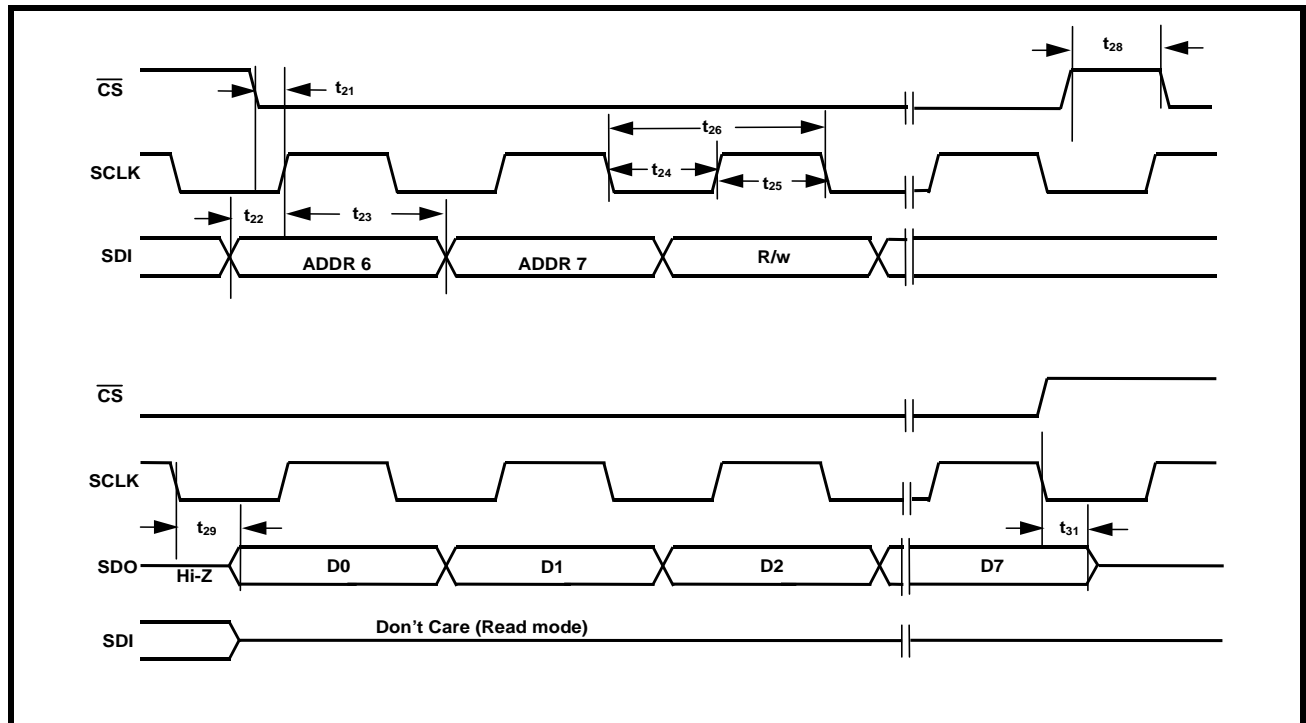 t28
CS
t21
t26
SCLK
t24
t25
t22
t23
SDI
ADDR 6
ADDR 7
R/w
CS
SCLK
t29
t31
SDO
Hi-Z
D0
D1
D2
D7
Don't Care (Read mode)
SDI